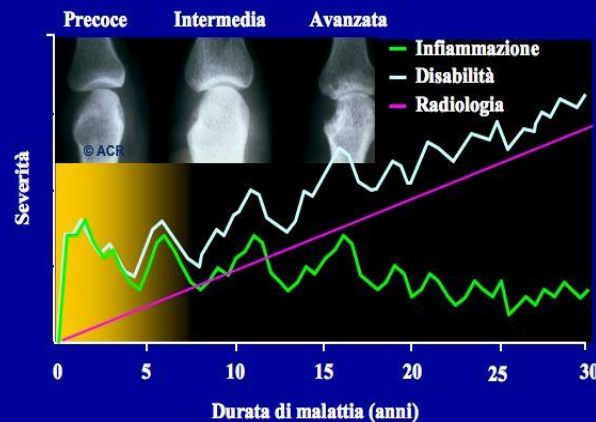 Precoce Intermedia Avanzata
Infiammazione
Disabilità
Radiologia
© ACR
Severità
0 5 10 15 20 25 30
Durata di malattia (anni)